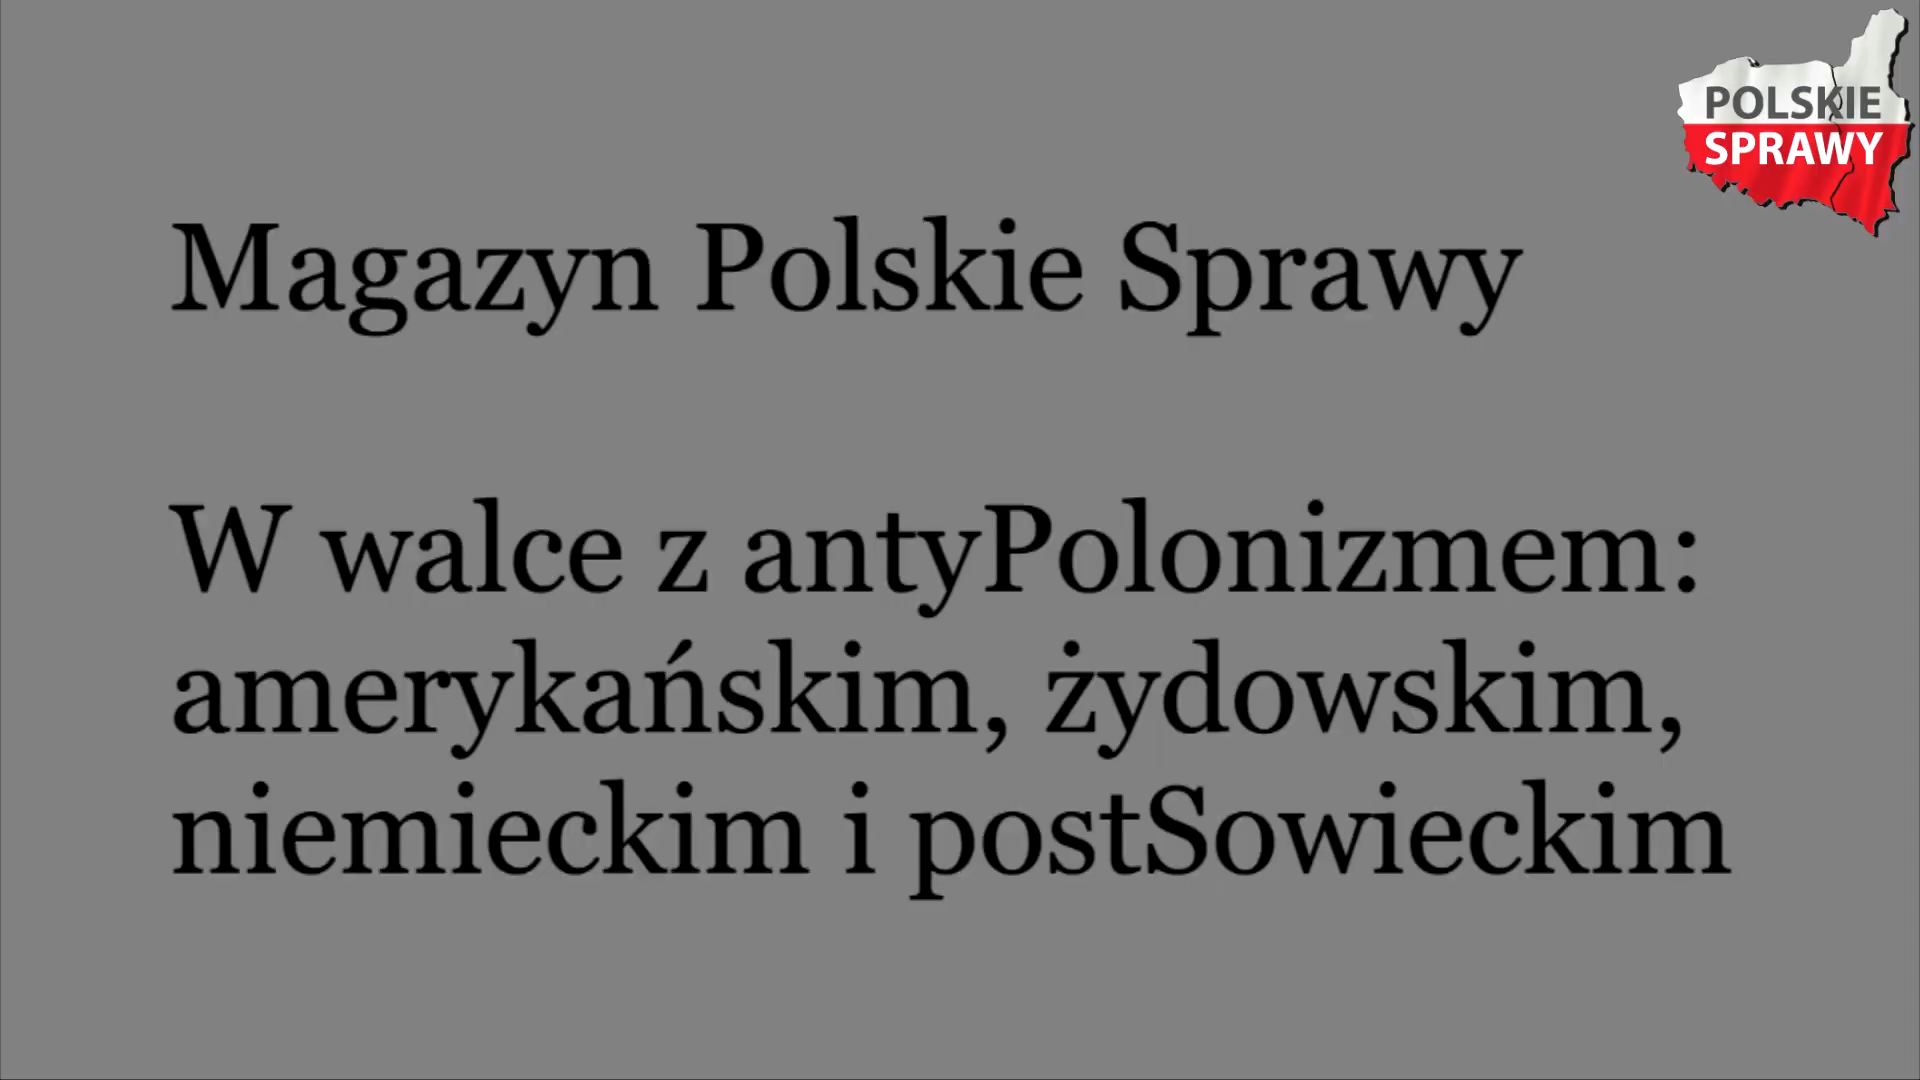 POLSKIE
SPRAWY
Magazyn Polskie Sprawy
W walce z antyPolonizmem:
amerykańskim, żydowskim,
niemieckim i postSowieckim